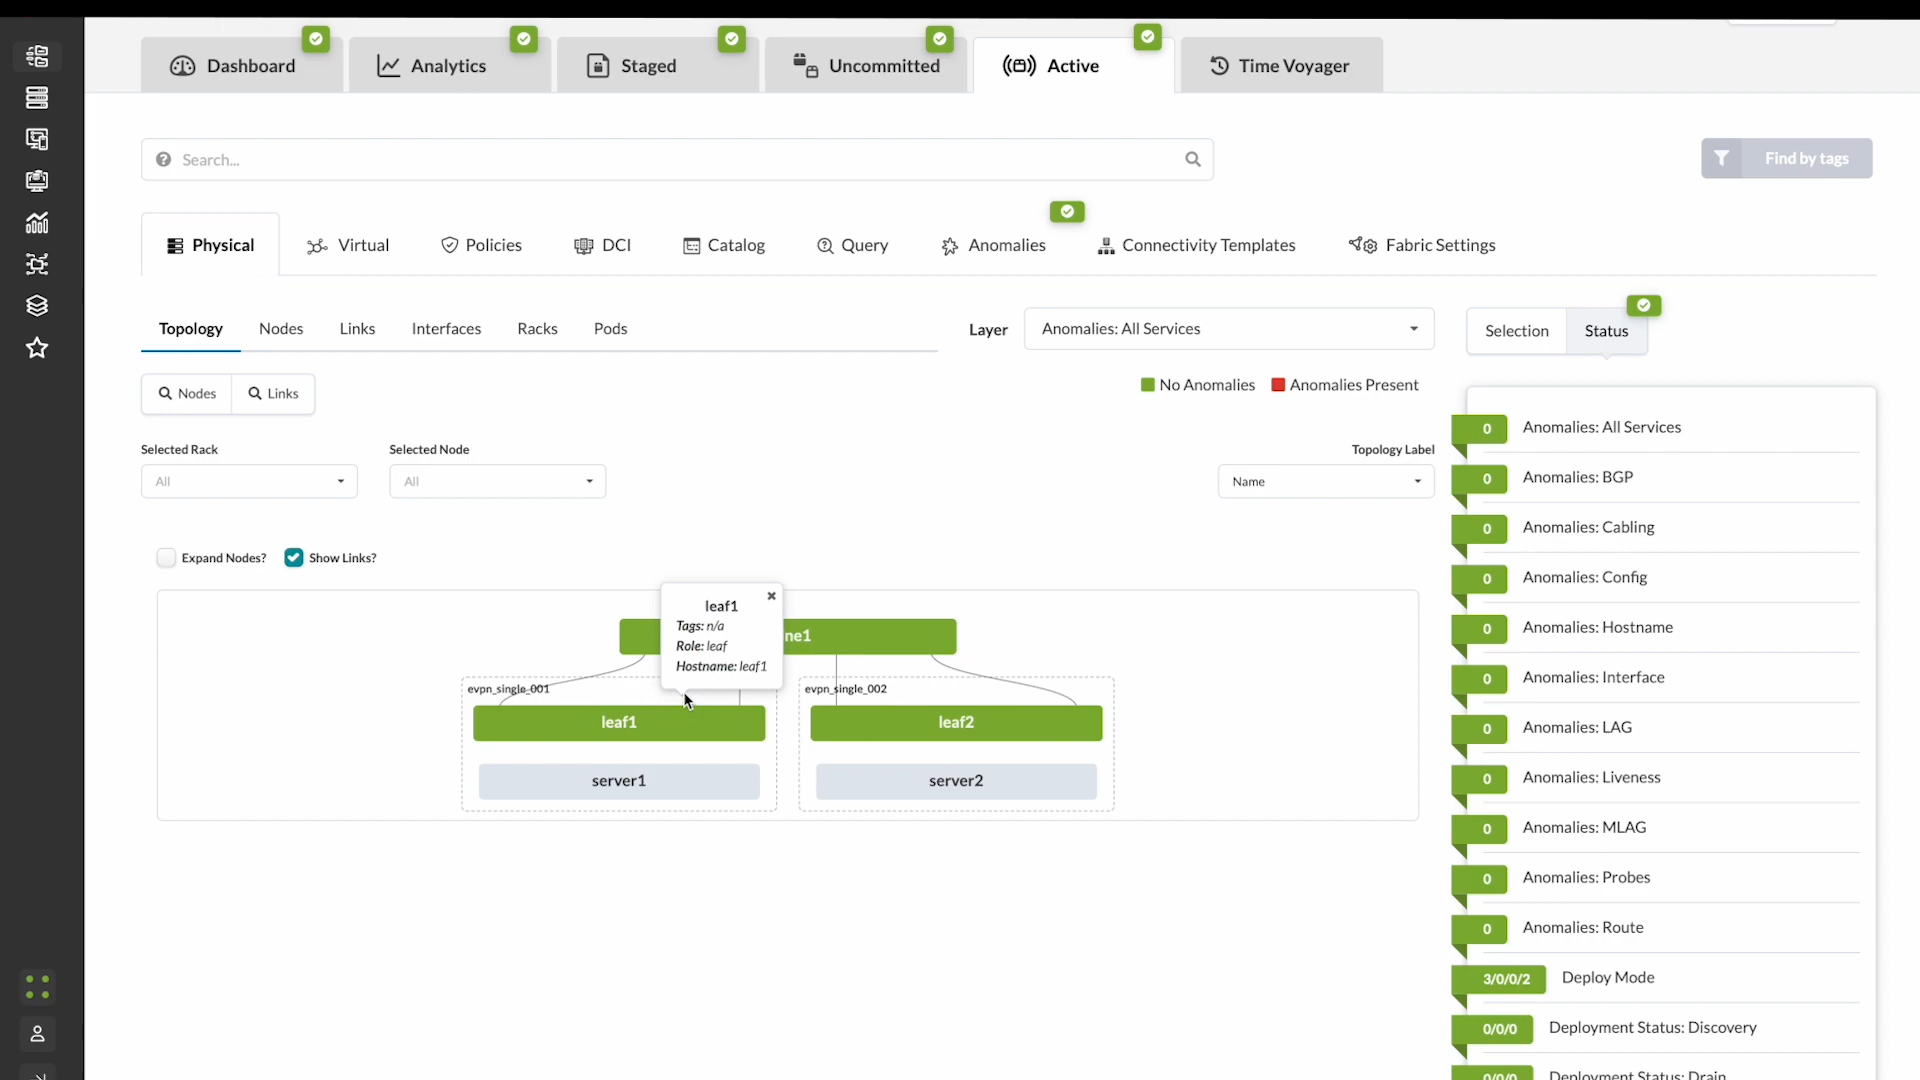 Dashboard
Analytics
Staged
Uncommitted
Active
Time Voyager
Search...
Find by tags
Physical
Virtual
Policies
DCI
Catalog
Query
Anomalies
Connectivity Templates
Fabric Settings
Topology
Nodes
Links
Interfaces
Racks
Pods
Layer
Anomalies: All Services
Selection
Status
Nodes
Links
No Anomalies
Anomalies Present
Selected Rack
Selected Node
Topology Label
All
All
Name
Expand Nodes?
Show Links?
leaf1
Tags: n/a
Role: leaf
Hostname: leaf1
ne1
evpn_single_001
evpn_single_002
leaf1
leaf2
server1
server2
0 Anomalies: All Services
0 Anomalies: BGP
0 Anomalies: Cabling
0 Anomalies: Config
0 Anomalies: Hostname
0 Anomalies: Interface
0 Anomalies: LAG
0 Anomalies: Liveness
0 Anomalies: MLAG
0 Anomalies: Probes
0 Anomalies: Route
3/0/0/2 Deploy Mode
0/0/0 Deployment Status: Discovery
0/0/0 Deployment Status: Drain